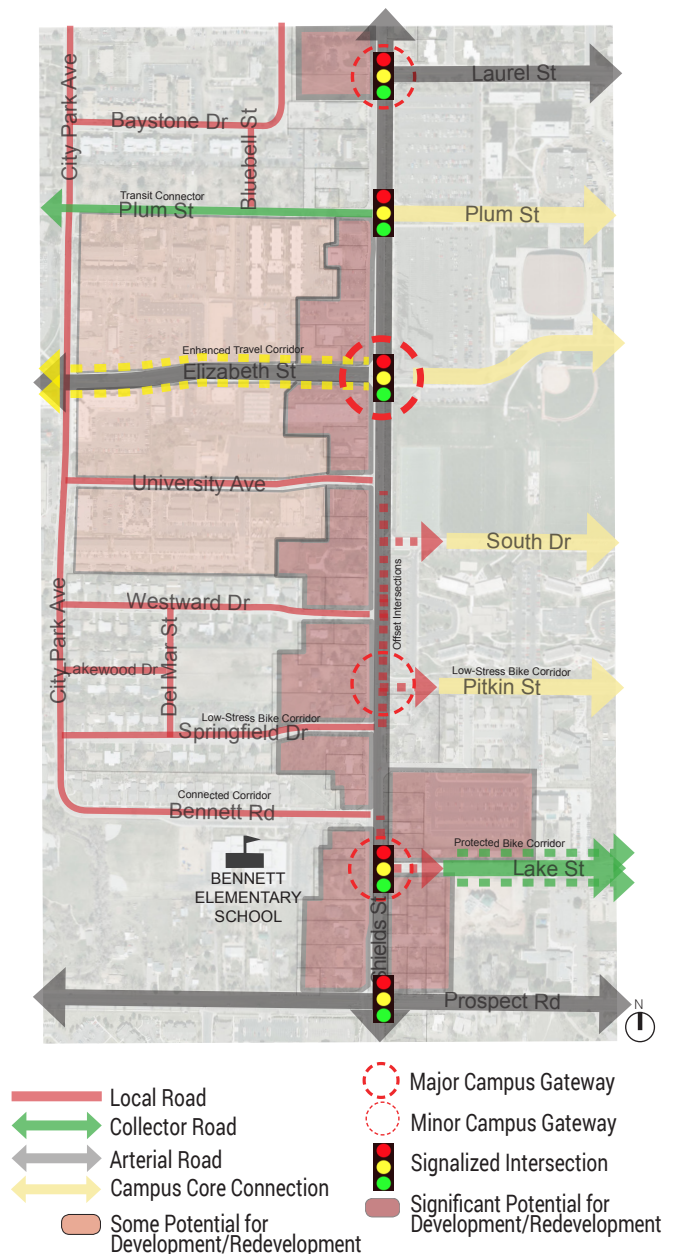 City Park Ave
Laurel St
Baystone Dr
Bluebell St
Transit Connector
Plum St
Plum St
Enhanced Travel Corridor
Elizabeth St
University Ave
South Dr
Offset Intersections
Westward Dr
City Park Ave
Lakewood Dr
Del Mar St
Low-Stress Bike Corridor
Pitkin St
Low-Stress Bike Corridor
Springfield Dr
Connected Corridor
Bennett Rd
Protected Bike Corridor
Lake St
BENNETT
ELEMENTARY
SCHOOL
Shields St
Prospect Rd
N
Local Road
Collector Road
Arterial Road
Campus Core Connection
Some Potential for
Development/Redevelopment
Major Campus Gateway
Minor Campus Gateway
Signalized Intersection
Significant Potential for
Development/Redevelopment